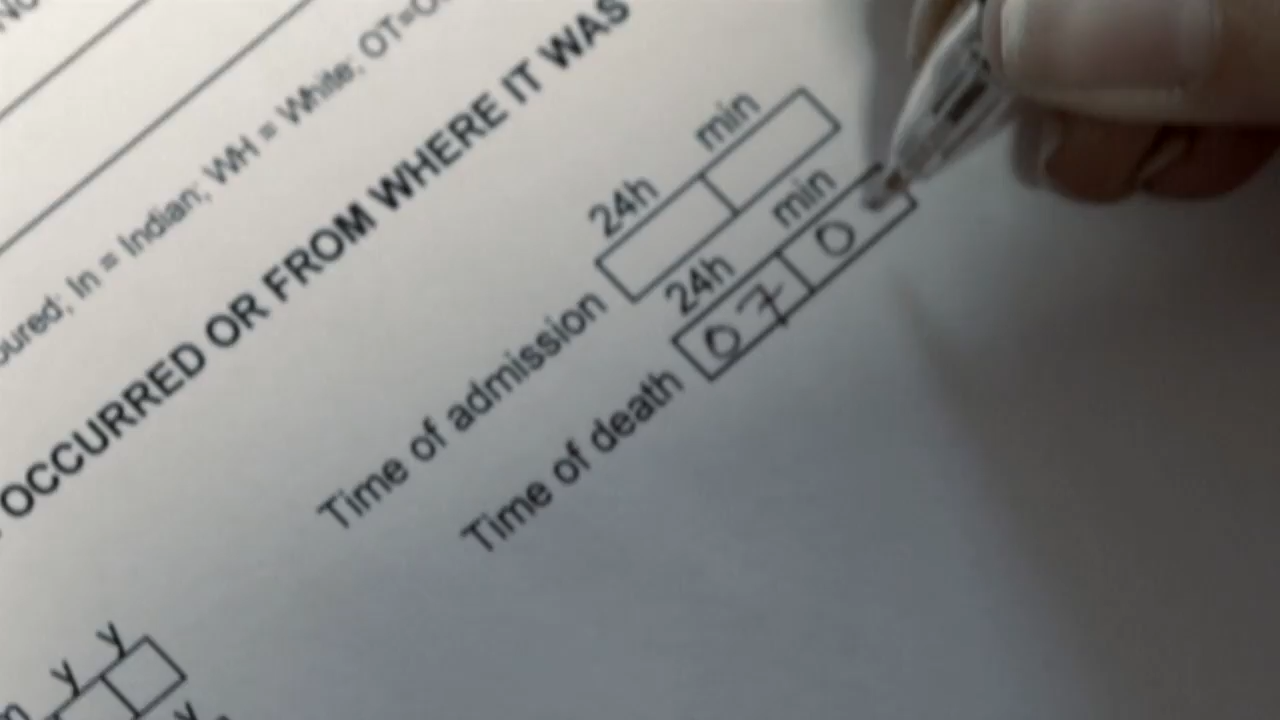 No
oured; In = Indian; WH = White; OT=O
OCCURRED OR FROM WHERE IT WAS
24h min
Time of admission
24h min
Time of death 07 0
y y